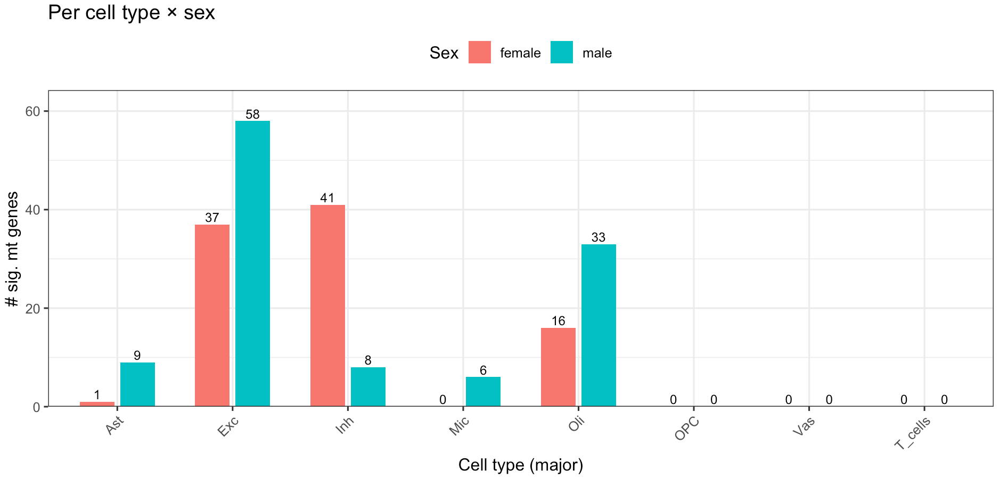 Per cell type × sex
Sex female male
# sig. mt genes
60
40
20
0
1
9
37
58
41
8
0
6
16
33
0
0
0
0
0
0
Ast
Exc
Inh
Mic
Oli
OPC
Vas
T_cells
Cell type (major)